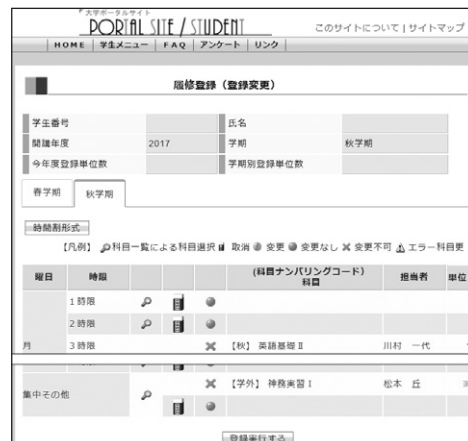 大学ポータルサイト
PORTAL SITE / STUDENT
このサイトについて | サイトマップ
| HOME | 学生メニュー | FAQ | アンケート | リンク |
履修登録（登録変更）
学生番号 氏名
開講年度 2017 学期 秋学期
今年度登録単位数 学期別登録単位数
春学期 秋学期
時間割形式
【凡例】 科目一覧による科目選択 取消 変更 変更なし 変更不可 エラー科目更
曜日 時限 (科目ナンバリングコード) 科目 担当者 単位
1時限
2時限
月 3時限 【秋】 英語基礎Ⅱ 川村 一代
集中その他 【学外】 神務実習Ⅰ 松本 丘
登録実行する